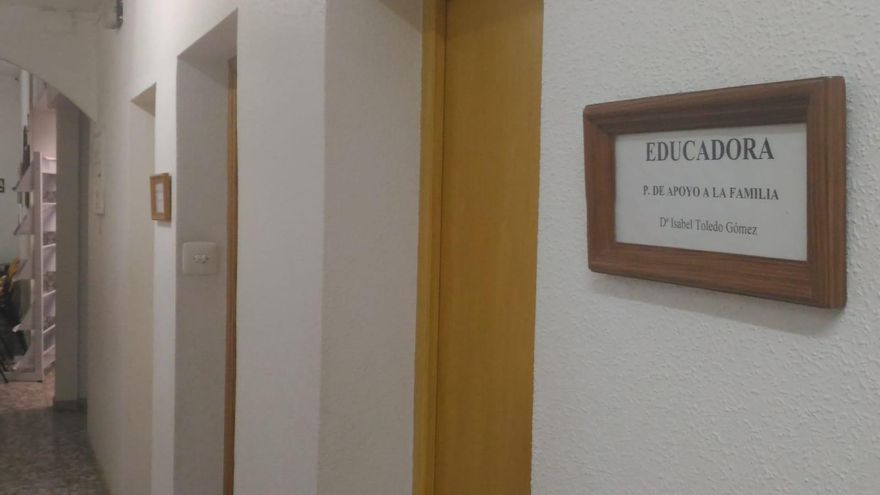 EDUCADORA
P. DE APOYO A LA FAMILIA
Dª Isabel Toledo Gómez